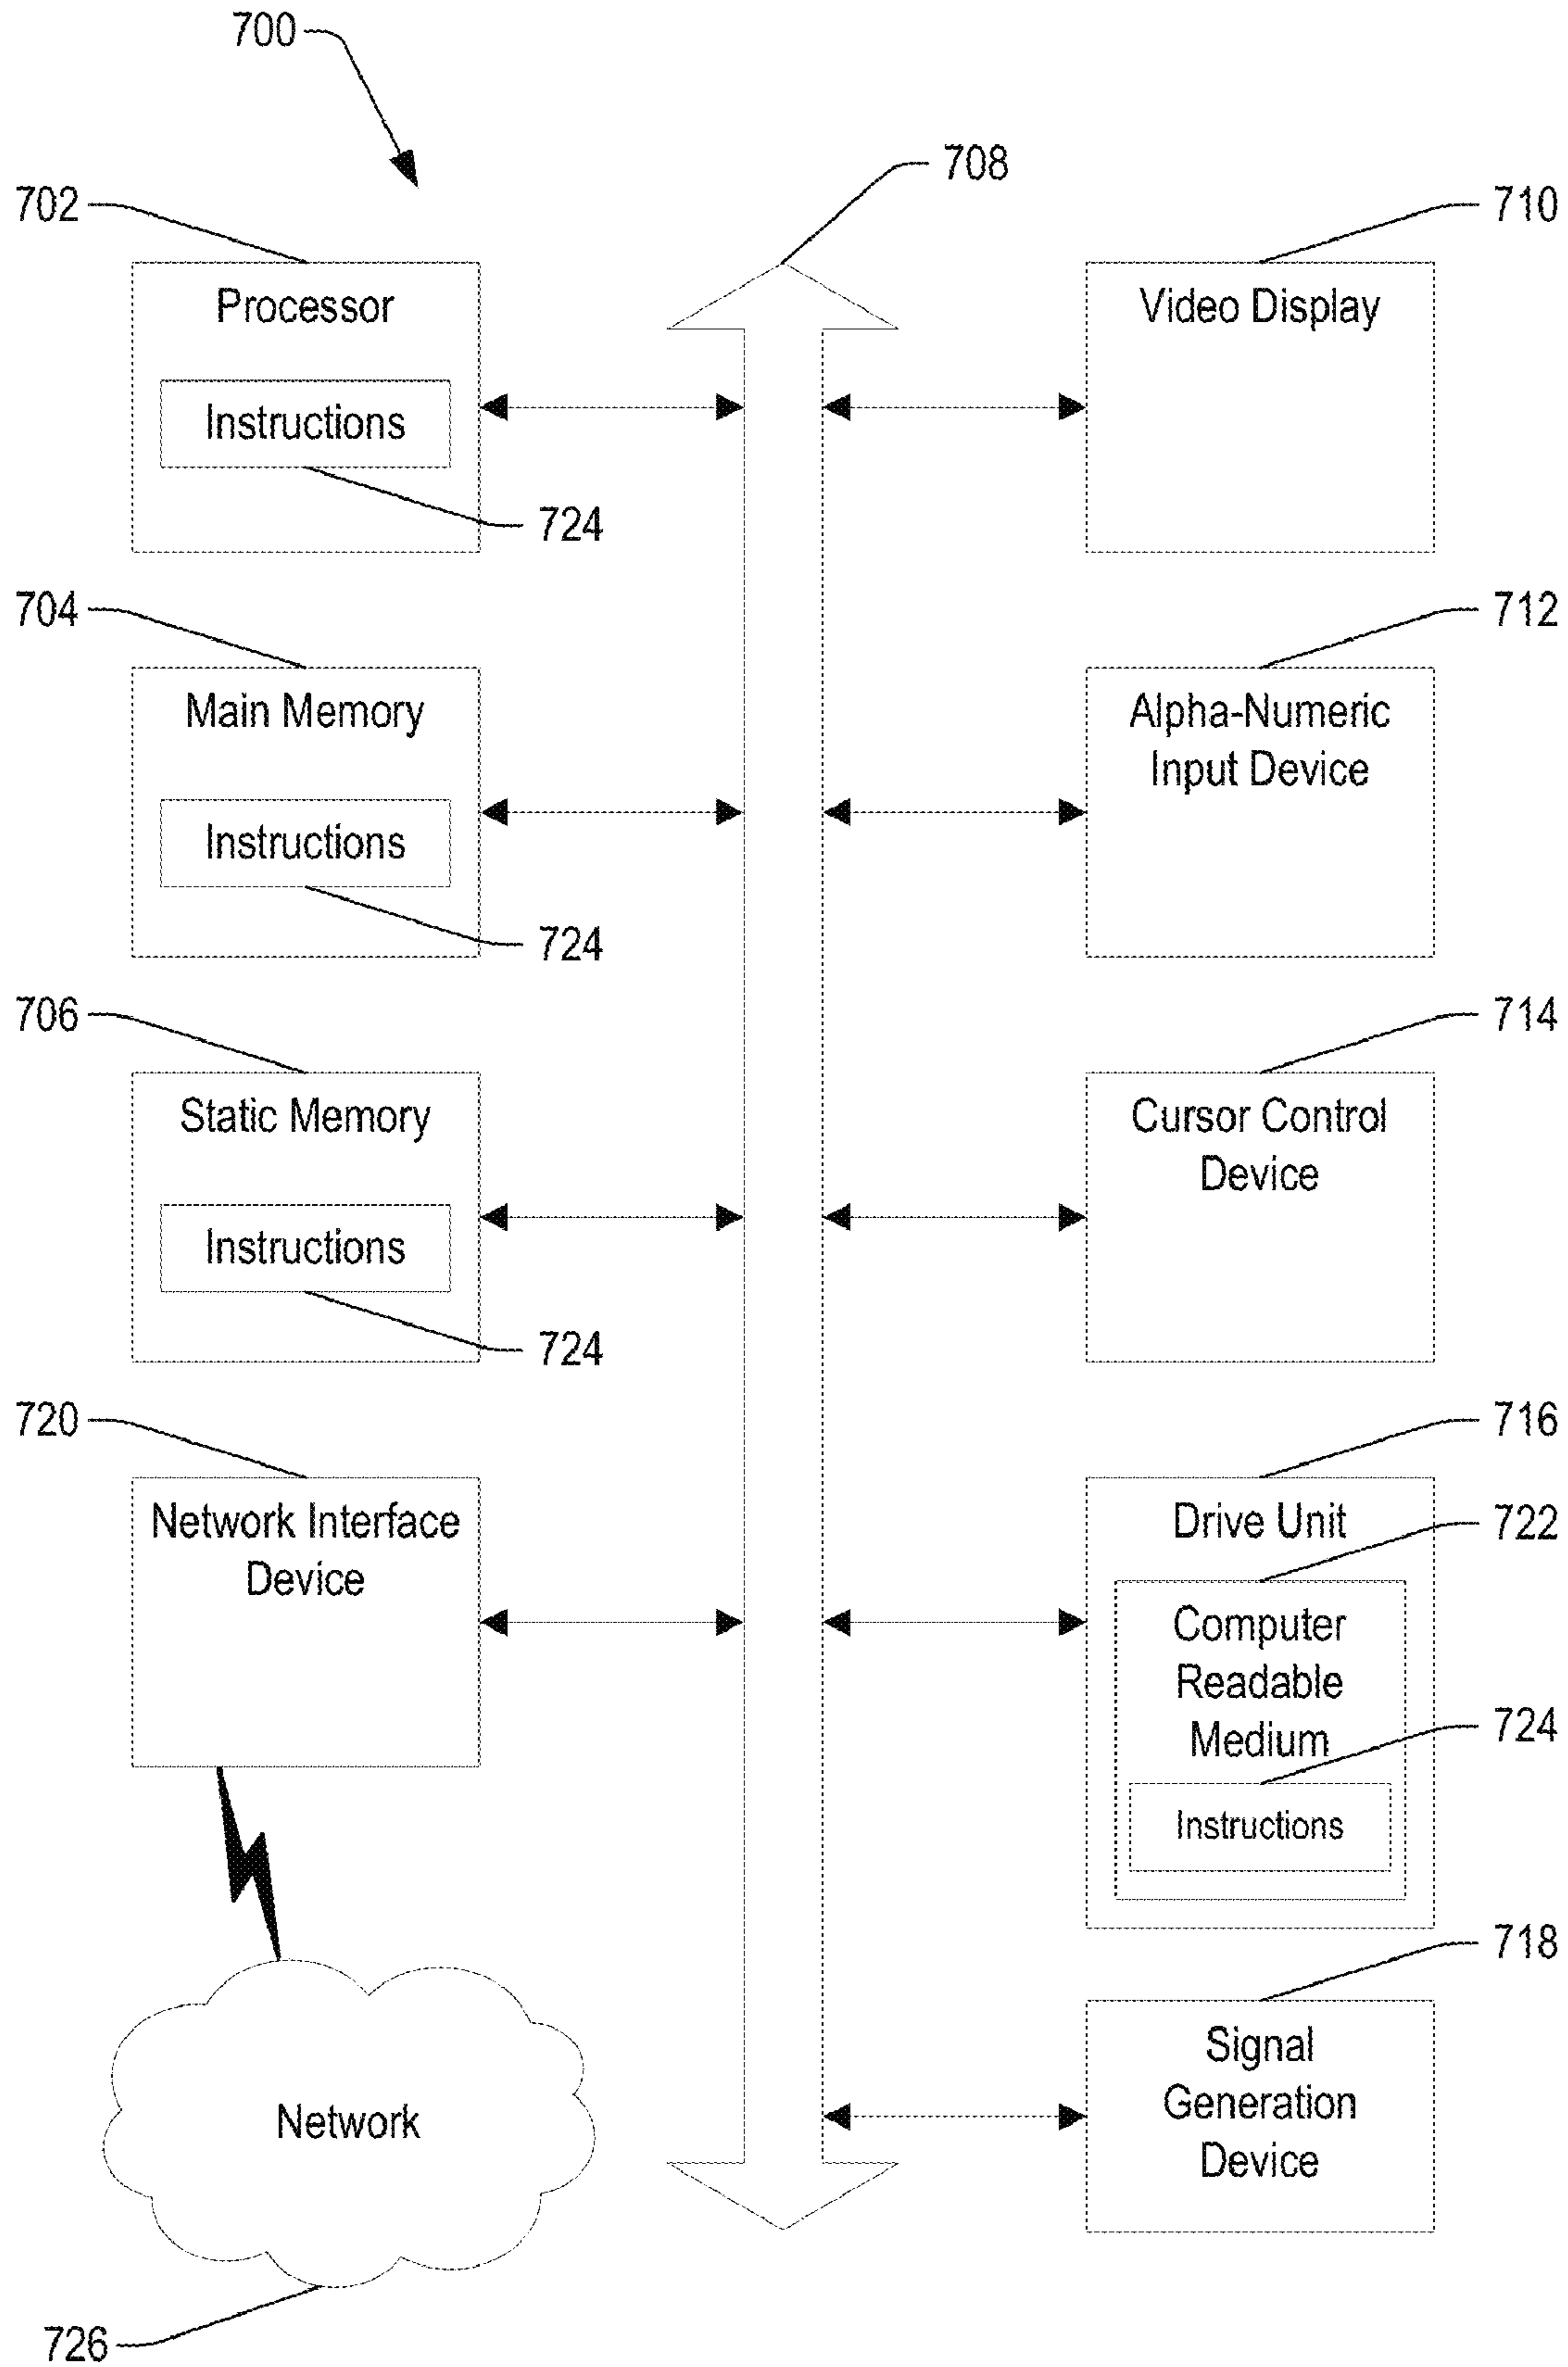 700
708
702
710
Processor
Instructions
724
Video Display
704
712
Main Memory
Instructions
724
Alpha-Numeric
Input Device
706
714
Static Memory
Instructions
724
Cursor Control
Device
720
716
Network Interface
Device
Drive Unit
722
Computer
Readable
Medium
724
Instructions
718
Signal
Generation
Device
Network
726